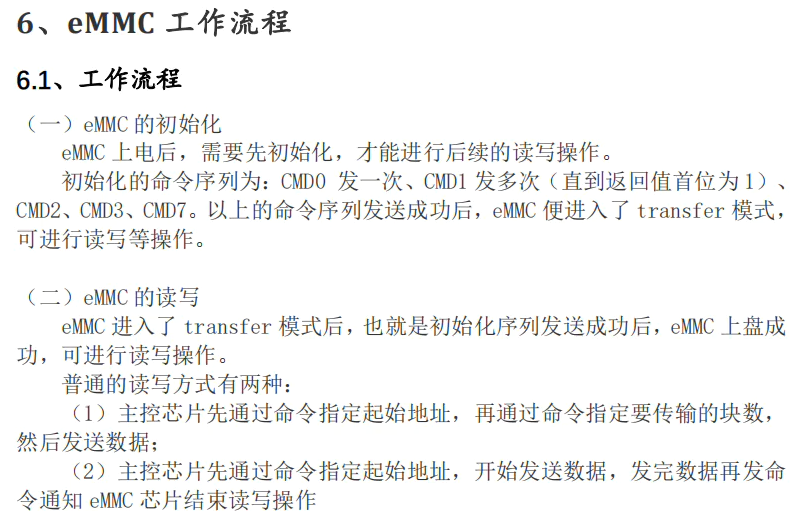 6、eMMC 工作流程
6.1、工作流程
（一）eMMC 的初始化
eMMC 上电后，需要先初始化，才能进行后续的读写操作。
初始化的命令序列为：CMD0 发一次、CMD1 发多次（直到返回值首位为 1）、
CMD2、CMD3、CMD7。以上的命令序列发送成功后，eMMC 便进入了 transfer 模式，
可进行读写等操作。
（二）eMMC 的读写
eMMC 进入了 transfer 模式后，也就是初始化序列发送成功后，eMMC 上盘成
功，可进行读写操作。
普通的读写方式有两种：
（1）主控芯片先通过命令指定起始地址，再通过命令指定要传输的块数，
然后发送数据；
（2）主控芯片先通过命令指定起始地址，开始发送数据，发完数据再发命
令通知 eMMC 芯片结束读写操作